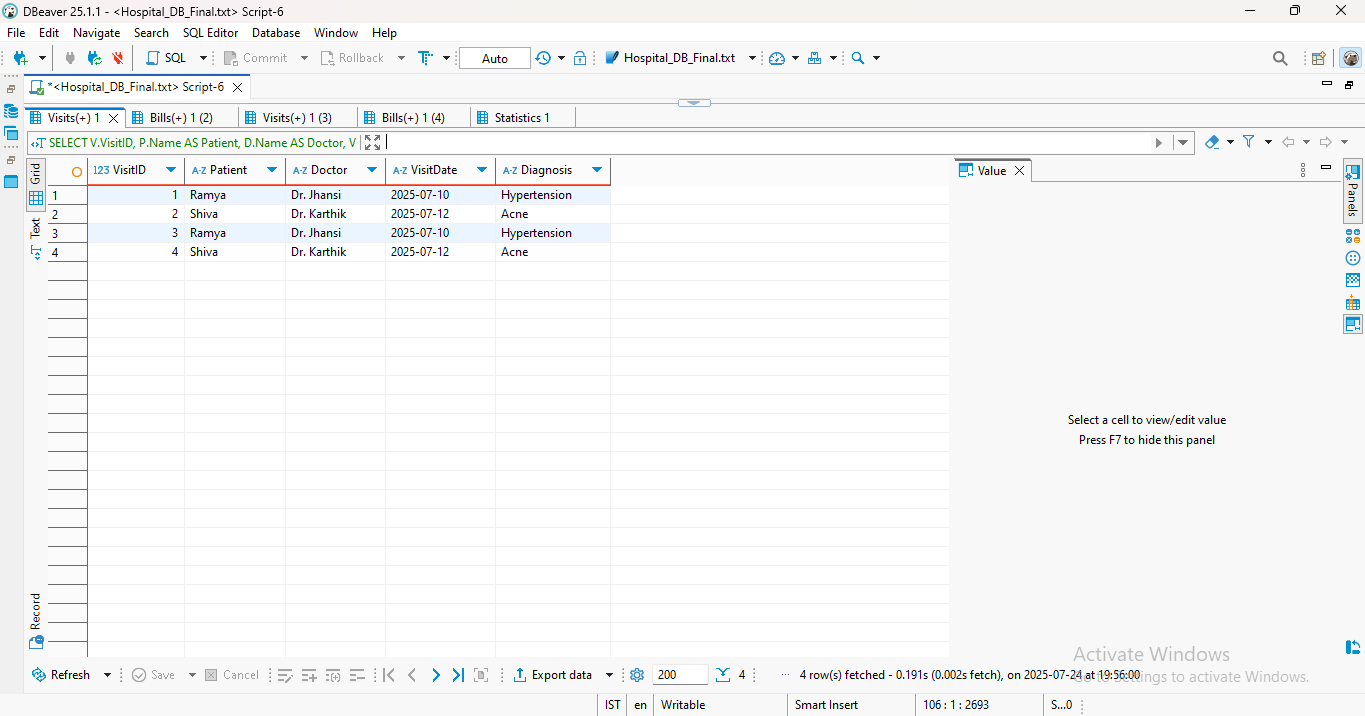 DBeaver 25.1.1 - <Hospital_DB_Final.txt> Script-6
File Edit Navigate Search SQL Editor Database Window Help
SQL Commit Rollback Auto Hospital_DB_Final.txt
*<Hospital_DB_Final.txt> Script-6
Visits(+) 1 Bills(+) 1 (2) Visits(+) 1 (3) Bills(+) 1 (4) Statistics 1
SELECT V.VisitID, P.Name AS Patient, D.Name AS Doctor, V
Grid
Text
Record
123 VisitID A-Z Patient A-Z Doctor A-Z VisitDate A-Z Diagnosis
1 1 Ramya Dr. Jhansi 2025-07-10 Hypertension
2 2 Shiva Dr. Karthik 2025-07-12 Acne
3 3 Ramya Dr. Jhansi 2025-07-10 Hypertension
4 4 Shiva Dr. Karthik 2025-07-12 Acne
Value
Panels
Select a cell to view/edit value
Press F7 to hide this panel
Activate Windows
Go to Settings to activate Windows.
Refresh Save Cancel Export data 200 4 ··· 4 row(s) fetched - 0.191s (0.002s fetch), on 2025-07-24 at 19:56:00
IST en Writable Smart Insert 106 : 1 : 2693 S...0